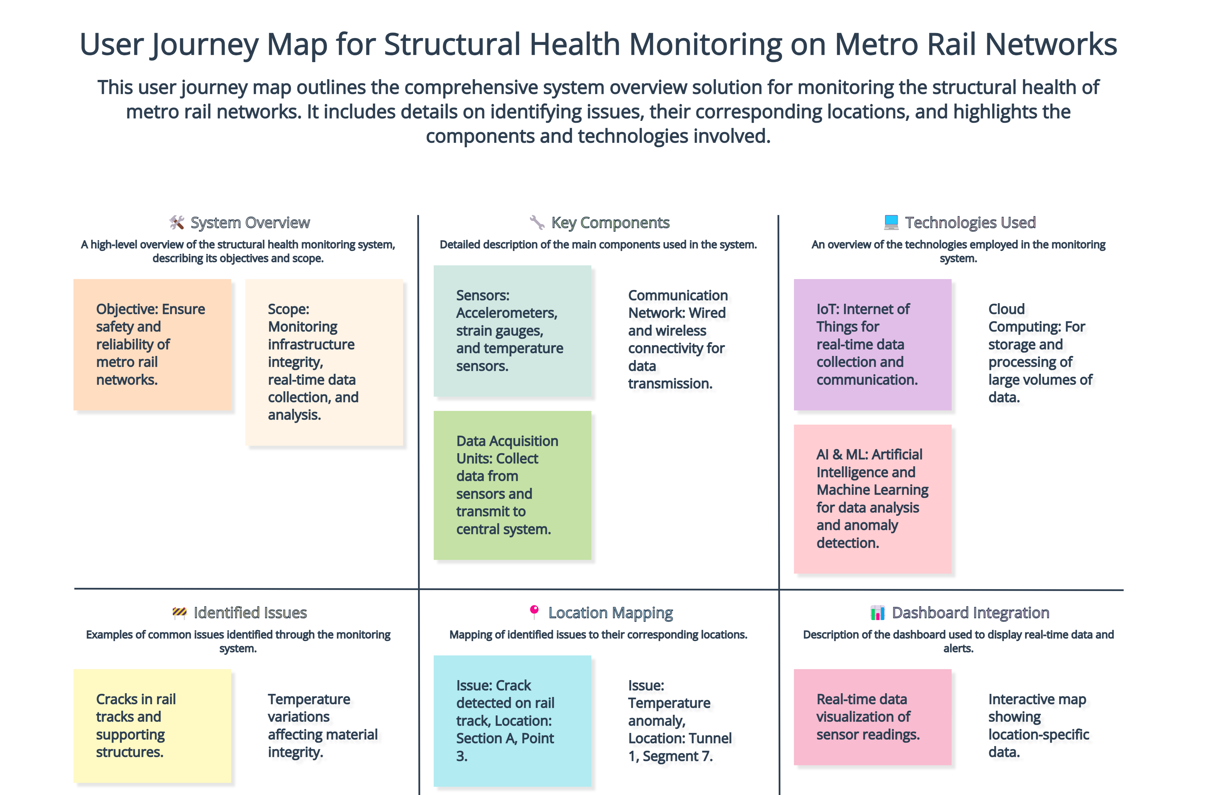 User Journey Map for Structural Health Monitoring on Metro Rail Networks
This user journey map outlines the comprehensive system overview solution for monitoring the structural health of
metro rail networks. It includes details on identifying issues, their corresponding locations, and highlights the
components and technologies involved.
System Overview
A high-level overview of the structural health monitoring system,
describing its objectives and scope.
Objective: Ensure
safety and
reliability of
metro rail
networks.
Scope:
Monitoring
infrastructure
integrity,
real-time data
collection, and
analysis.
Key Components
Detailed description of the main components used in the system.
Sensors:
Accelerometers,
strain gauges,
and temperature
sensors.
Communication
Network: Wired
and wireless
connectivity for
data
transmission.
Data Acquisition
Units: Collect
data from
sensors and
transmit to
central system.
Technologies Used
An overview of the technologies employed in the monitoring
system.
IoT: Internet of
Things for
real-time data
collection and
communication.
Cloud
Computing: For
storage and
processing of
large volumes of
data.
AI & ML: Artificial
Intelligence and
Machine Learning
for data analysis
and anomaly
detection.
Identified Issues
Examples of common issues identified through the monitoring
system.
Cracks in rail
tracks and
supporting
structures.
Temperature
variations
affecting material
integrity.
Location Mapping
Mapping of identified issues to their corresponding locations.
Issue: Crack
detected on rail
track, Location:
Section A, Point
3.
Issue:
Temperature
anomaly,
Location: Tunnel
1, Segment 7.
Dashboard Integration
Description of the dashboard used to display real-time data and
alerts.
Real-time data
visualization of
sensor readings.
Interactive map
showing
location-specific
data.